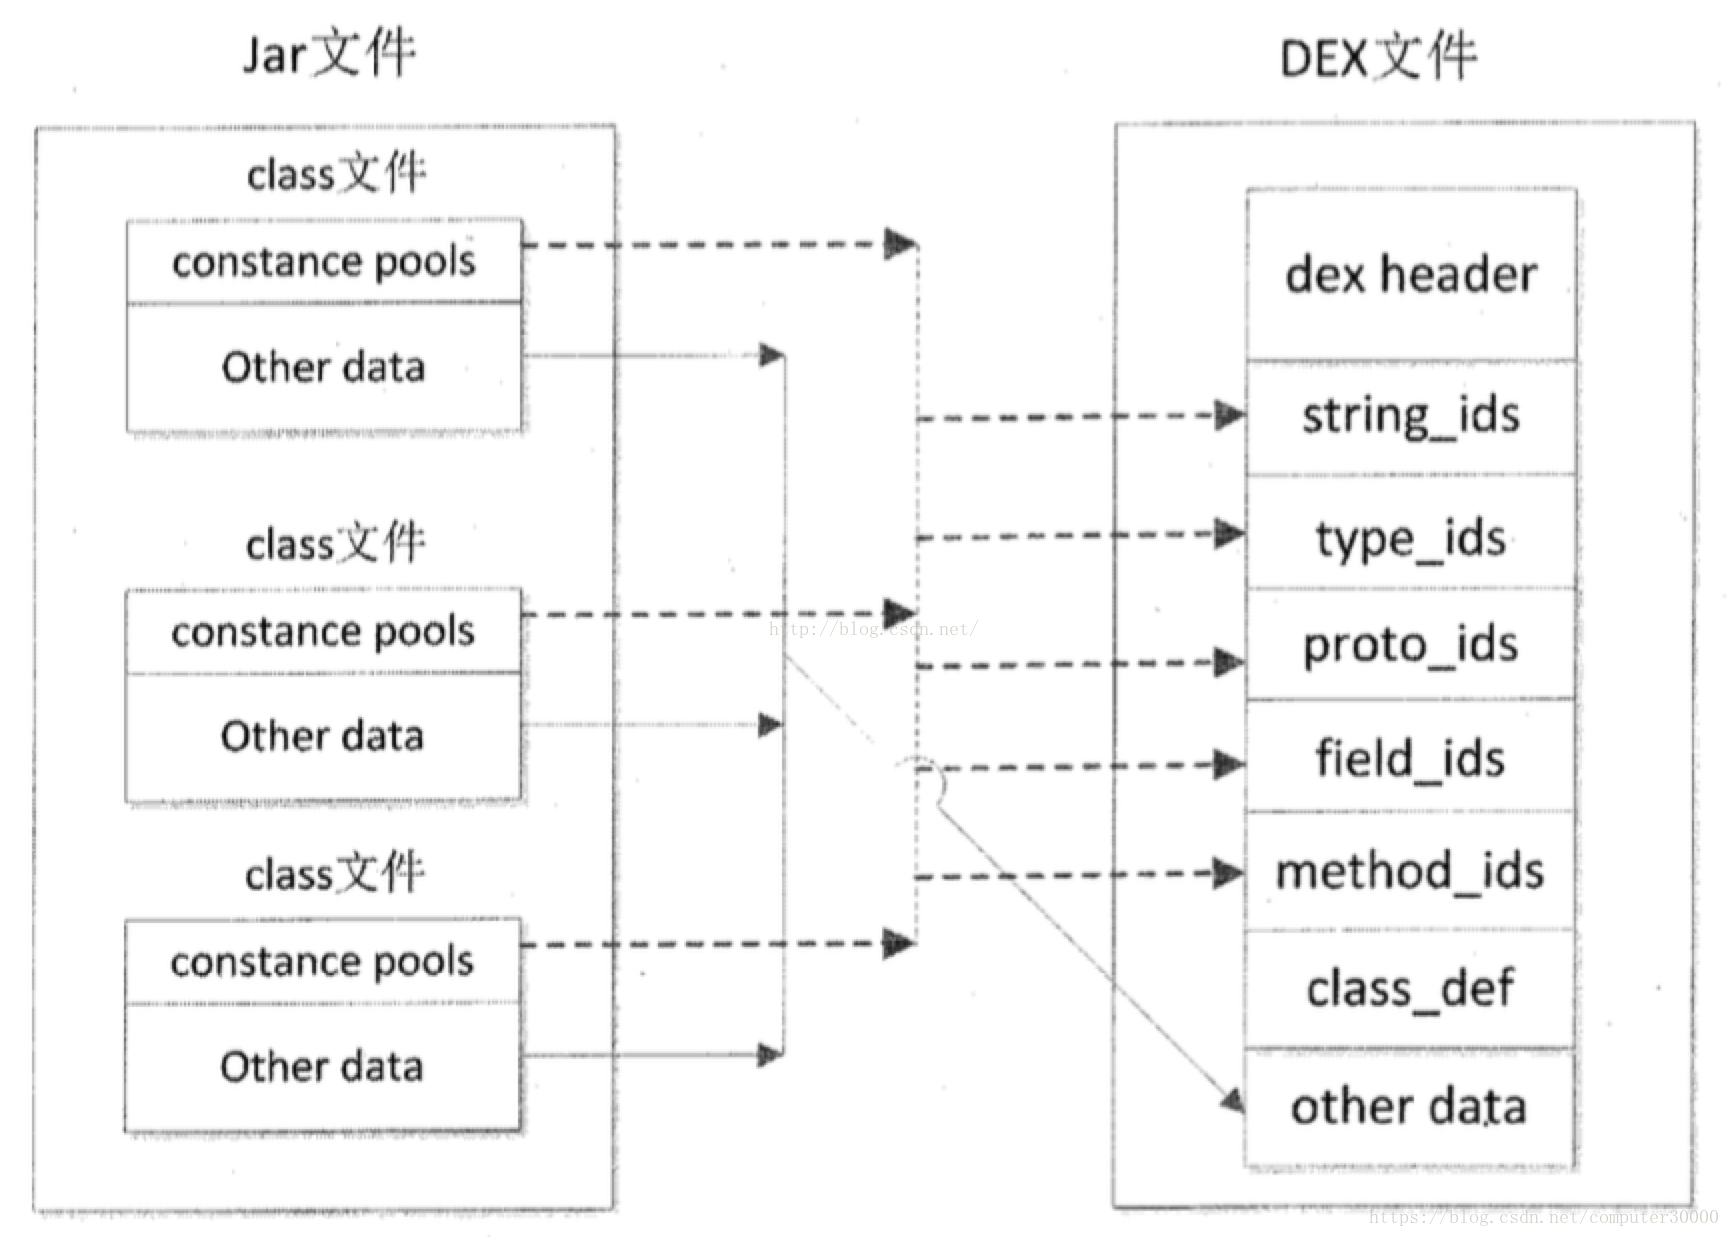 Jar文件
class文件
constance pools
Other data
class文件
constance pools
Other data
class文件
constance pools
Other data
http://blog.csdn.net/
DEX文件
dex header
string_ids
type_ids
proto_ids
field_ids
method_ids
class_def
other data
https://blog.csdn.net/computer30000